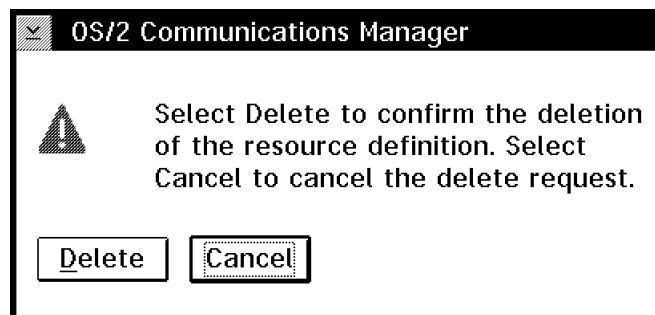 OS/2 Communications Manager
Select Delete to confirm the deletion
of the resource definition. Select
Cancel to cancel the delete request.
Delete Cancel